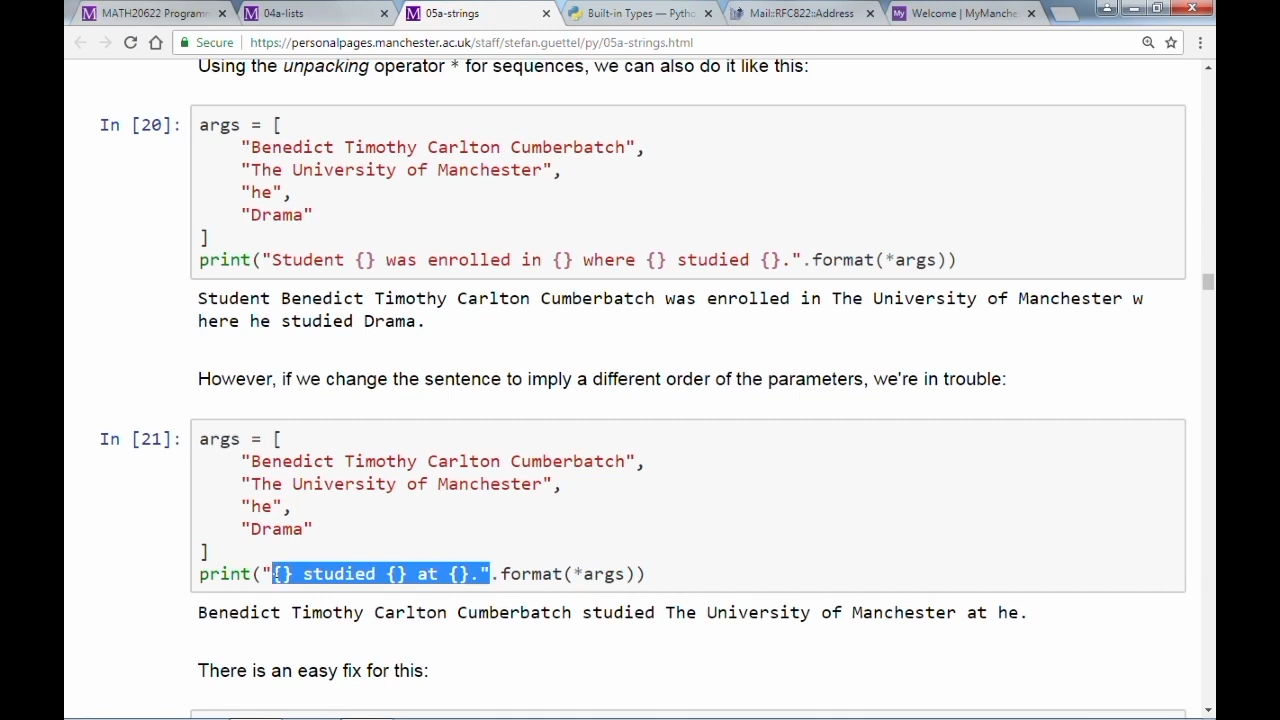 MATH20622 Programm
04a-lists
05a-strings
Built-in Types — Pytho
Mail::RFC822::Address
Welcome | MyManche
Secure
https://personalpages.manchester.ac.uk/staff/stefan.guettel/py/05a-strings.html
Using the unpacking operator * for sequences, we can also do it like this:
In [20]:
args = [
"Benedict Timothy Carlton Cumberbatch",
"The University of Manchester",
"he",
"Drama"
]
print("Student {} was enrolled in {} where {} studied {}.".format(*args))
Student Benedict Timothy Carlton Cumberbatch was enrolled in The University of Manchester w
here he studied Drama.
However, if we change the sentence to imply a different order of the parameters, we're in trouble:
In [21]:
args = [
"Benedict Timothy Carlton Cumberbatch",
"The University of Manchester",
"he",
"Drama"
]
print("{} studied {} at {}.".format(*args))
Benedict Timothy Carlton Cumberbatch studied The University of Manchester at he.
There is an easy fix for this: